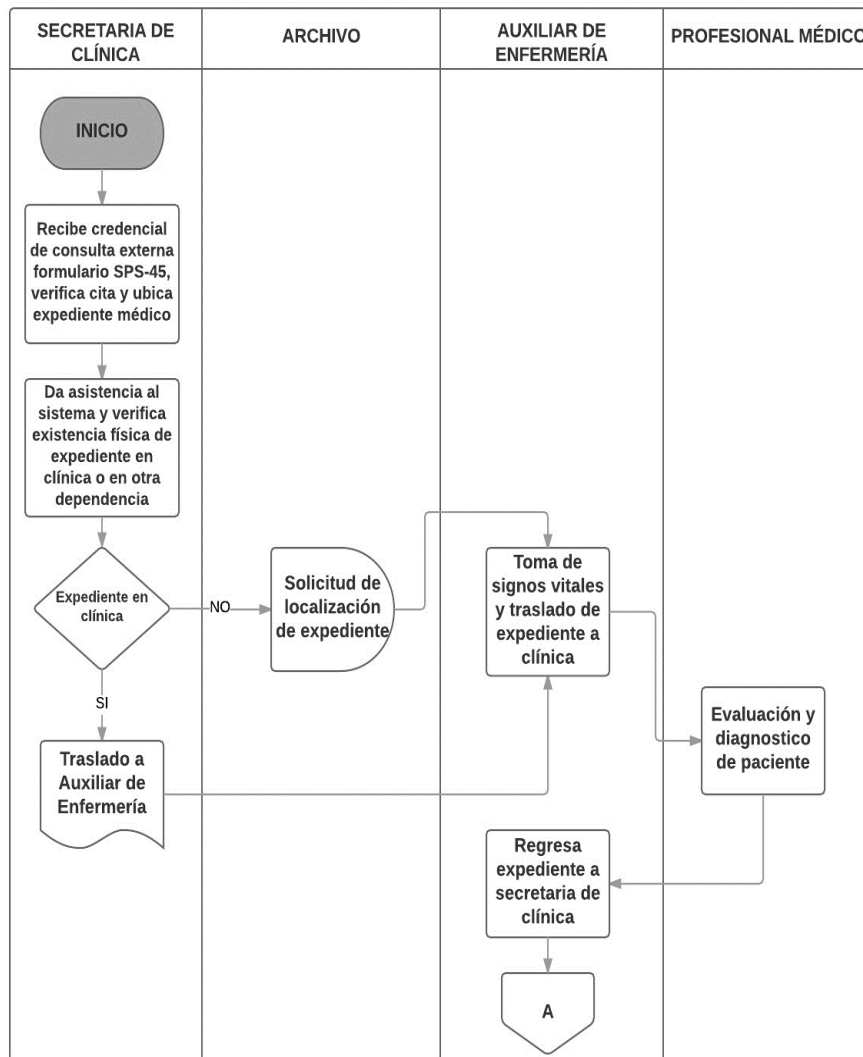 SECRETARIA DE
CLÍNICA
ARCHIVO
AUXILIAR DE
ENFERMERÍA
PROFESIONAL MÉDICO
INICIO
Recibe credencial
de consulta externa
formulario SPS-45,
verifica cita y ubica
expediente médico
Da asistencia al
sistema y verifica
existencia física de
expediente en
clínica o en otra
dependencia
Expediente en
clínica
NO
Solicitud de
localización
de expediente
Toma de
signos vitales
y traslado de
expediente a
clínica
SI
Traslado a
Auxiliar de
Enfermería
Evaluación y
diagnostico
de paciente
Regresa
expediente a
secretaria de
clínica
A